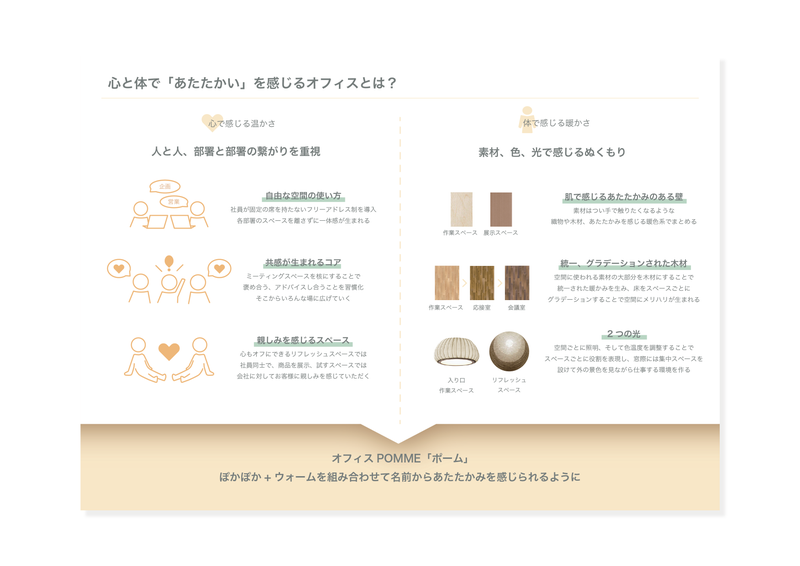 心と体で「あたたかい」を感じるオフィスとは？
心で感じる温かさ
人と人、部署と部署の繋がりを重視
企画
営業
自由な空間の使い方
社員が固定の席を持たないフリーアドレス制を導入
各部署のスペースを離さずに一体感が生まれる
共感が生まれるコア
ミーティングスペースを核にすることで
褒め合う、アドバイスし合うことを習慣化
そこからいろんな場に広げていく
親しみを感じるスペース
心もオフにできるリフレッシュスペースでは
社員同士で、商品を展示、試すスペースでは
会社に対してお客様に親しみを感じていただく
体で感じる暖かさ
素材、色、光で感じるぬくもり
作業スペース
展示スペース
肌で感じるあたたかみのある壁
素材はつい手で触りたくなるような
織物や木材、あたたかみを感じる暖色系でまとめる
作業スペース
応接室
会議室
統一、グラデーションされた木材
空間に使われる素材の大部分を木材にすることで
統一された暖かみを生み、床をスペースごとに
グラデーションすることで空間にメリハリが生まれる
入り口
作業スペース
リフレッシュ
スペース
２つの光
空間ごとに照明、そして色温度を調整することで
スペースごとに役割を表現し、窓際には集中スペースを
設けて外の景色を見ながら仕事する環境を作る
オフィス POMME「ポーム」
ぽかぽか + ウォームを組み合わせて名前からあたたかみを感じられるように